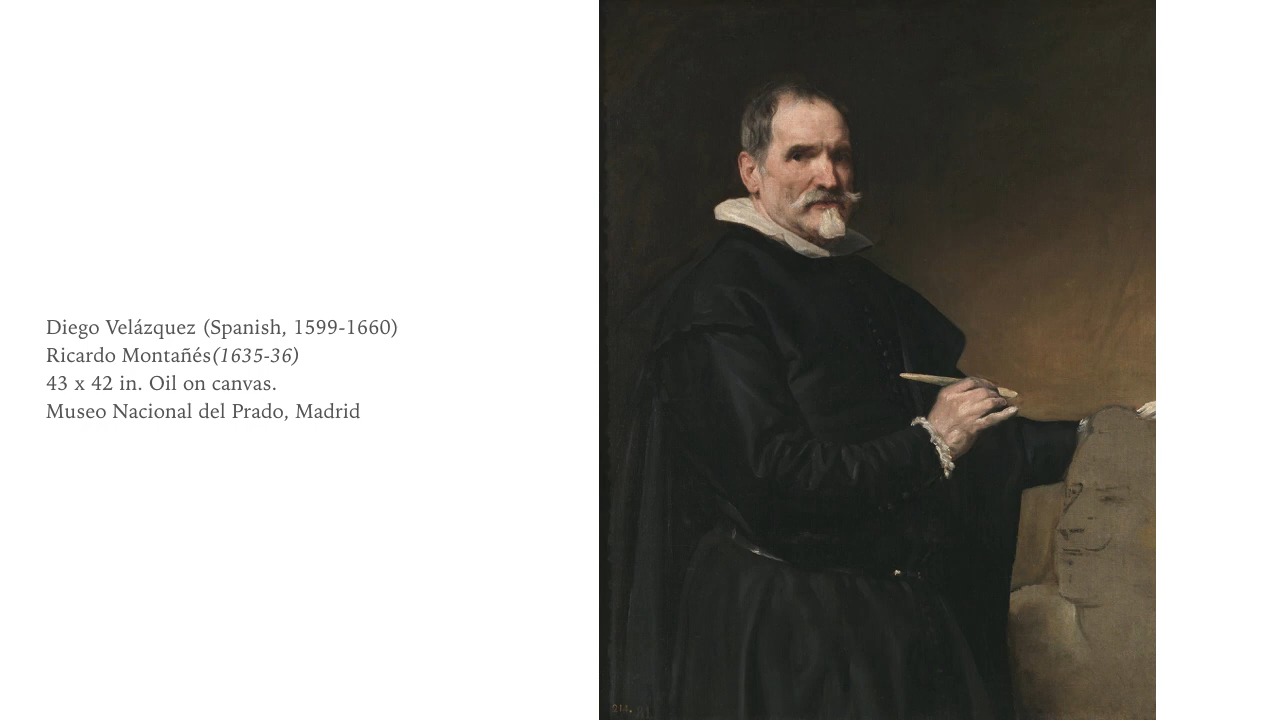 Diego Velázquez (Spanish, 1599-1660)
Ricardo Montañés(1635-36)
43 x 42 in. Oil on canvas.
Museo Nacional del Prado, Madrid